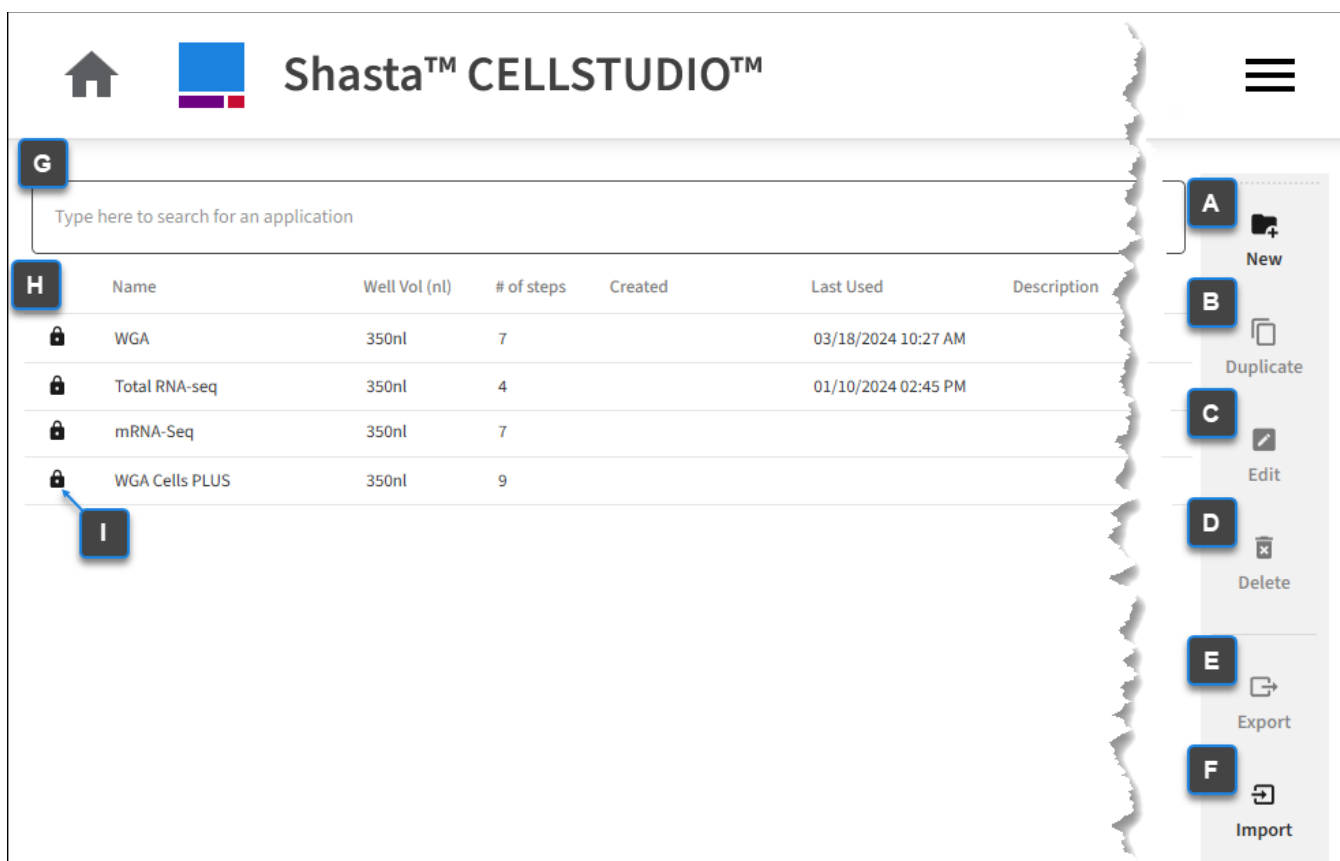 Shasta™ CELLSTUDIO™
G
Type here to search for an application
H
Name Well Vol (nl) # of steps Created Last Used Description
WGA 350nl 7 03/18/2024 10:27 AM
Total RNA-seq 350nl 4 01/10/2024 02:45 PM
mRNA-Seq 350nl 7
WGA Cells PLUS 350nl 9
I
A
New
B
Duplicate
C
Edit
D
Delete
E
Export
F
Import